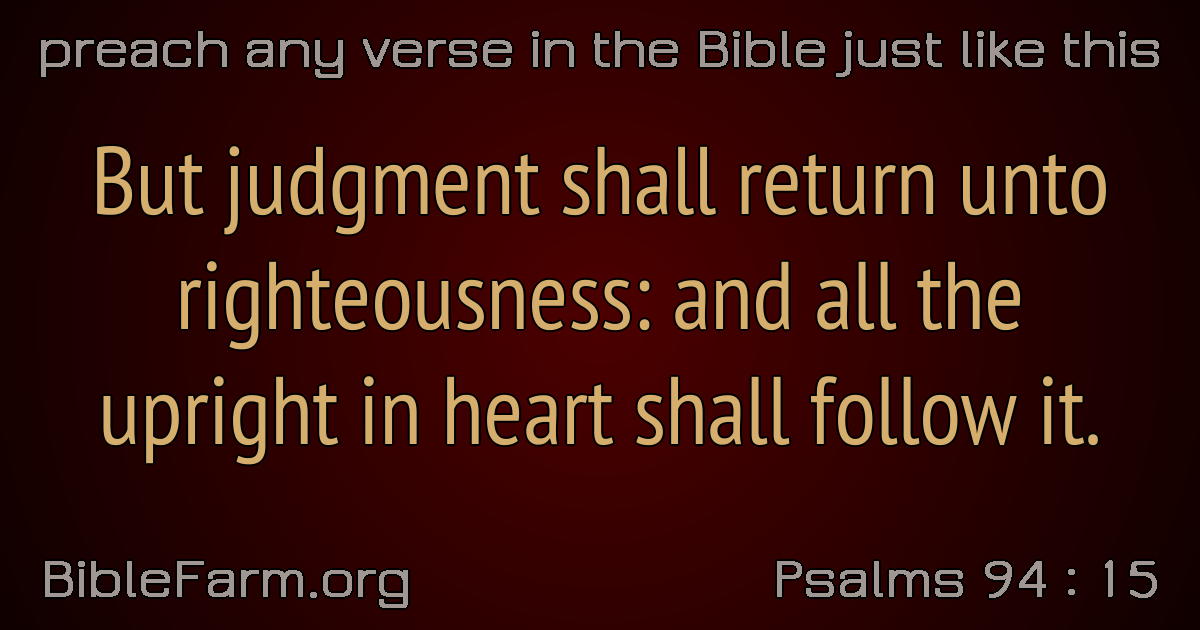 preach any verse in the Bible just like this
But judgment shall return unto
righteousness: and all the
upright in heart shall follow it.
BibleFarm.org
Psalms 94 : 15